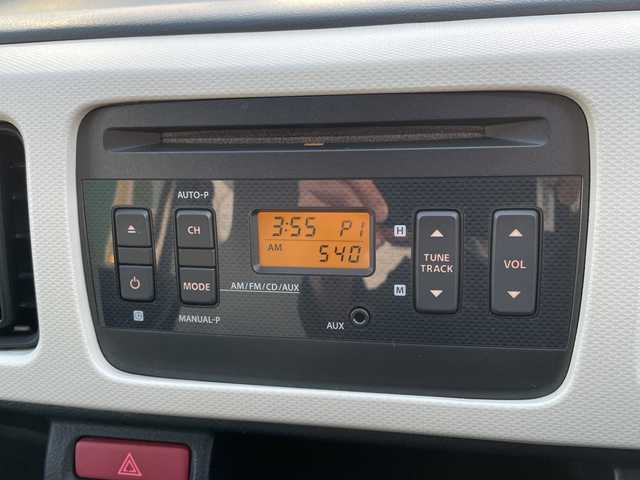 AUTO-P
CH
MODE
AM/FM/CD/AUX
MANUAL-P
3:55 P1
AM 540
AUX
H
M
TUNE
TRACK
VOL